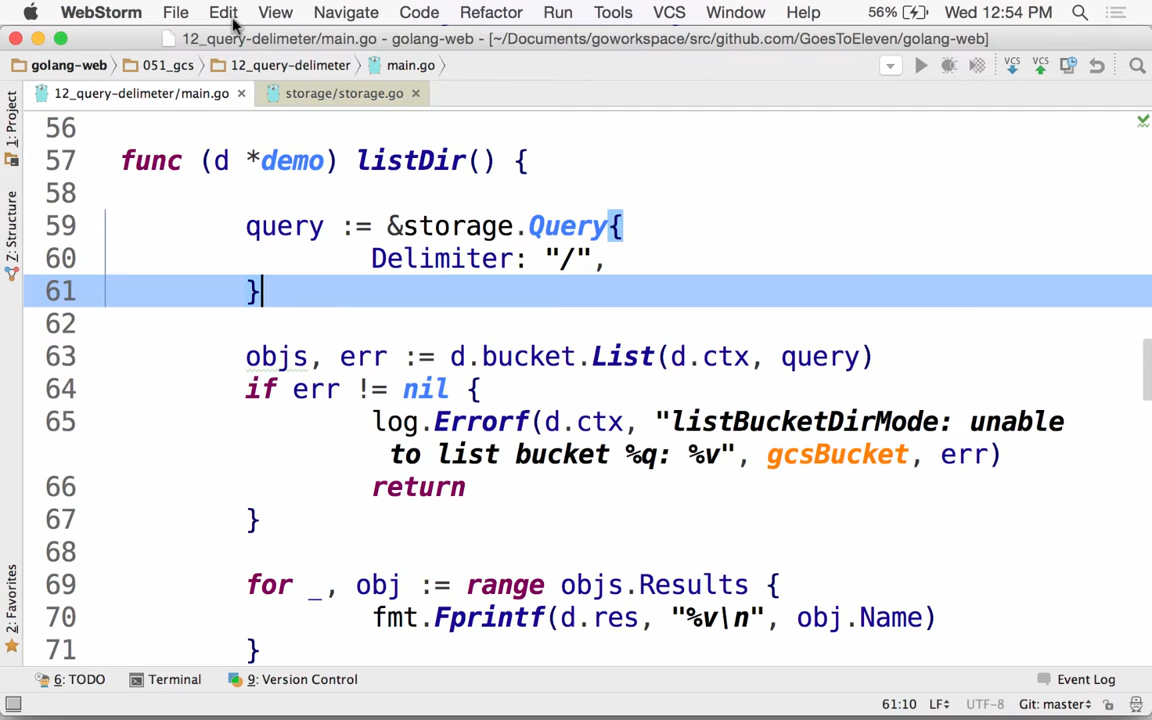 WebStorm File Edit View Navigate Code Refactor Run Tools VCS Window Help 56% Wed 12:54 PM
12_query-delimeter/main.go - golang-web - [~/Documents/goworkspace/src/github.com/GoesToEleven/golang-web]
golang-web 051_gcs 12_query-delimeter main.go VCS VCS
12_query-delimeter/main.go × storage/storage.go ×
1: Project
Z: Structure
2: Favorites
56
57 func (d *demo) listDir() {
58
59 query := &storage.Query{
60 Delimiter: "/",
61 }
62
63 objs, err := d.bucket.List(d.ctx, query)
64 if err != nil {
65 log.Errorf(d.ctx, "listBucketDirMode: unable
to list bucket %q: %v", gcsBucket, err)
66 return
67 }
68
69 for _, obj := range objs.Results {
70 fmt.Fprintf(d.res, "%v\n", obj.Name)
71 }
6: TODO Terminal 9: Version Control Event Log
61:10 LF UTF-8 Git: master